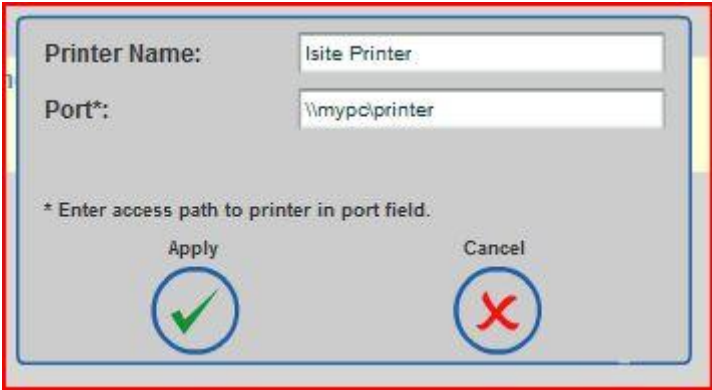 Printer Name: Isite Printer
Port*: \\mypc\printer
* Enter access path to printer in port field.
Apply Cancel